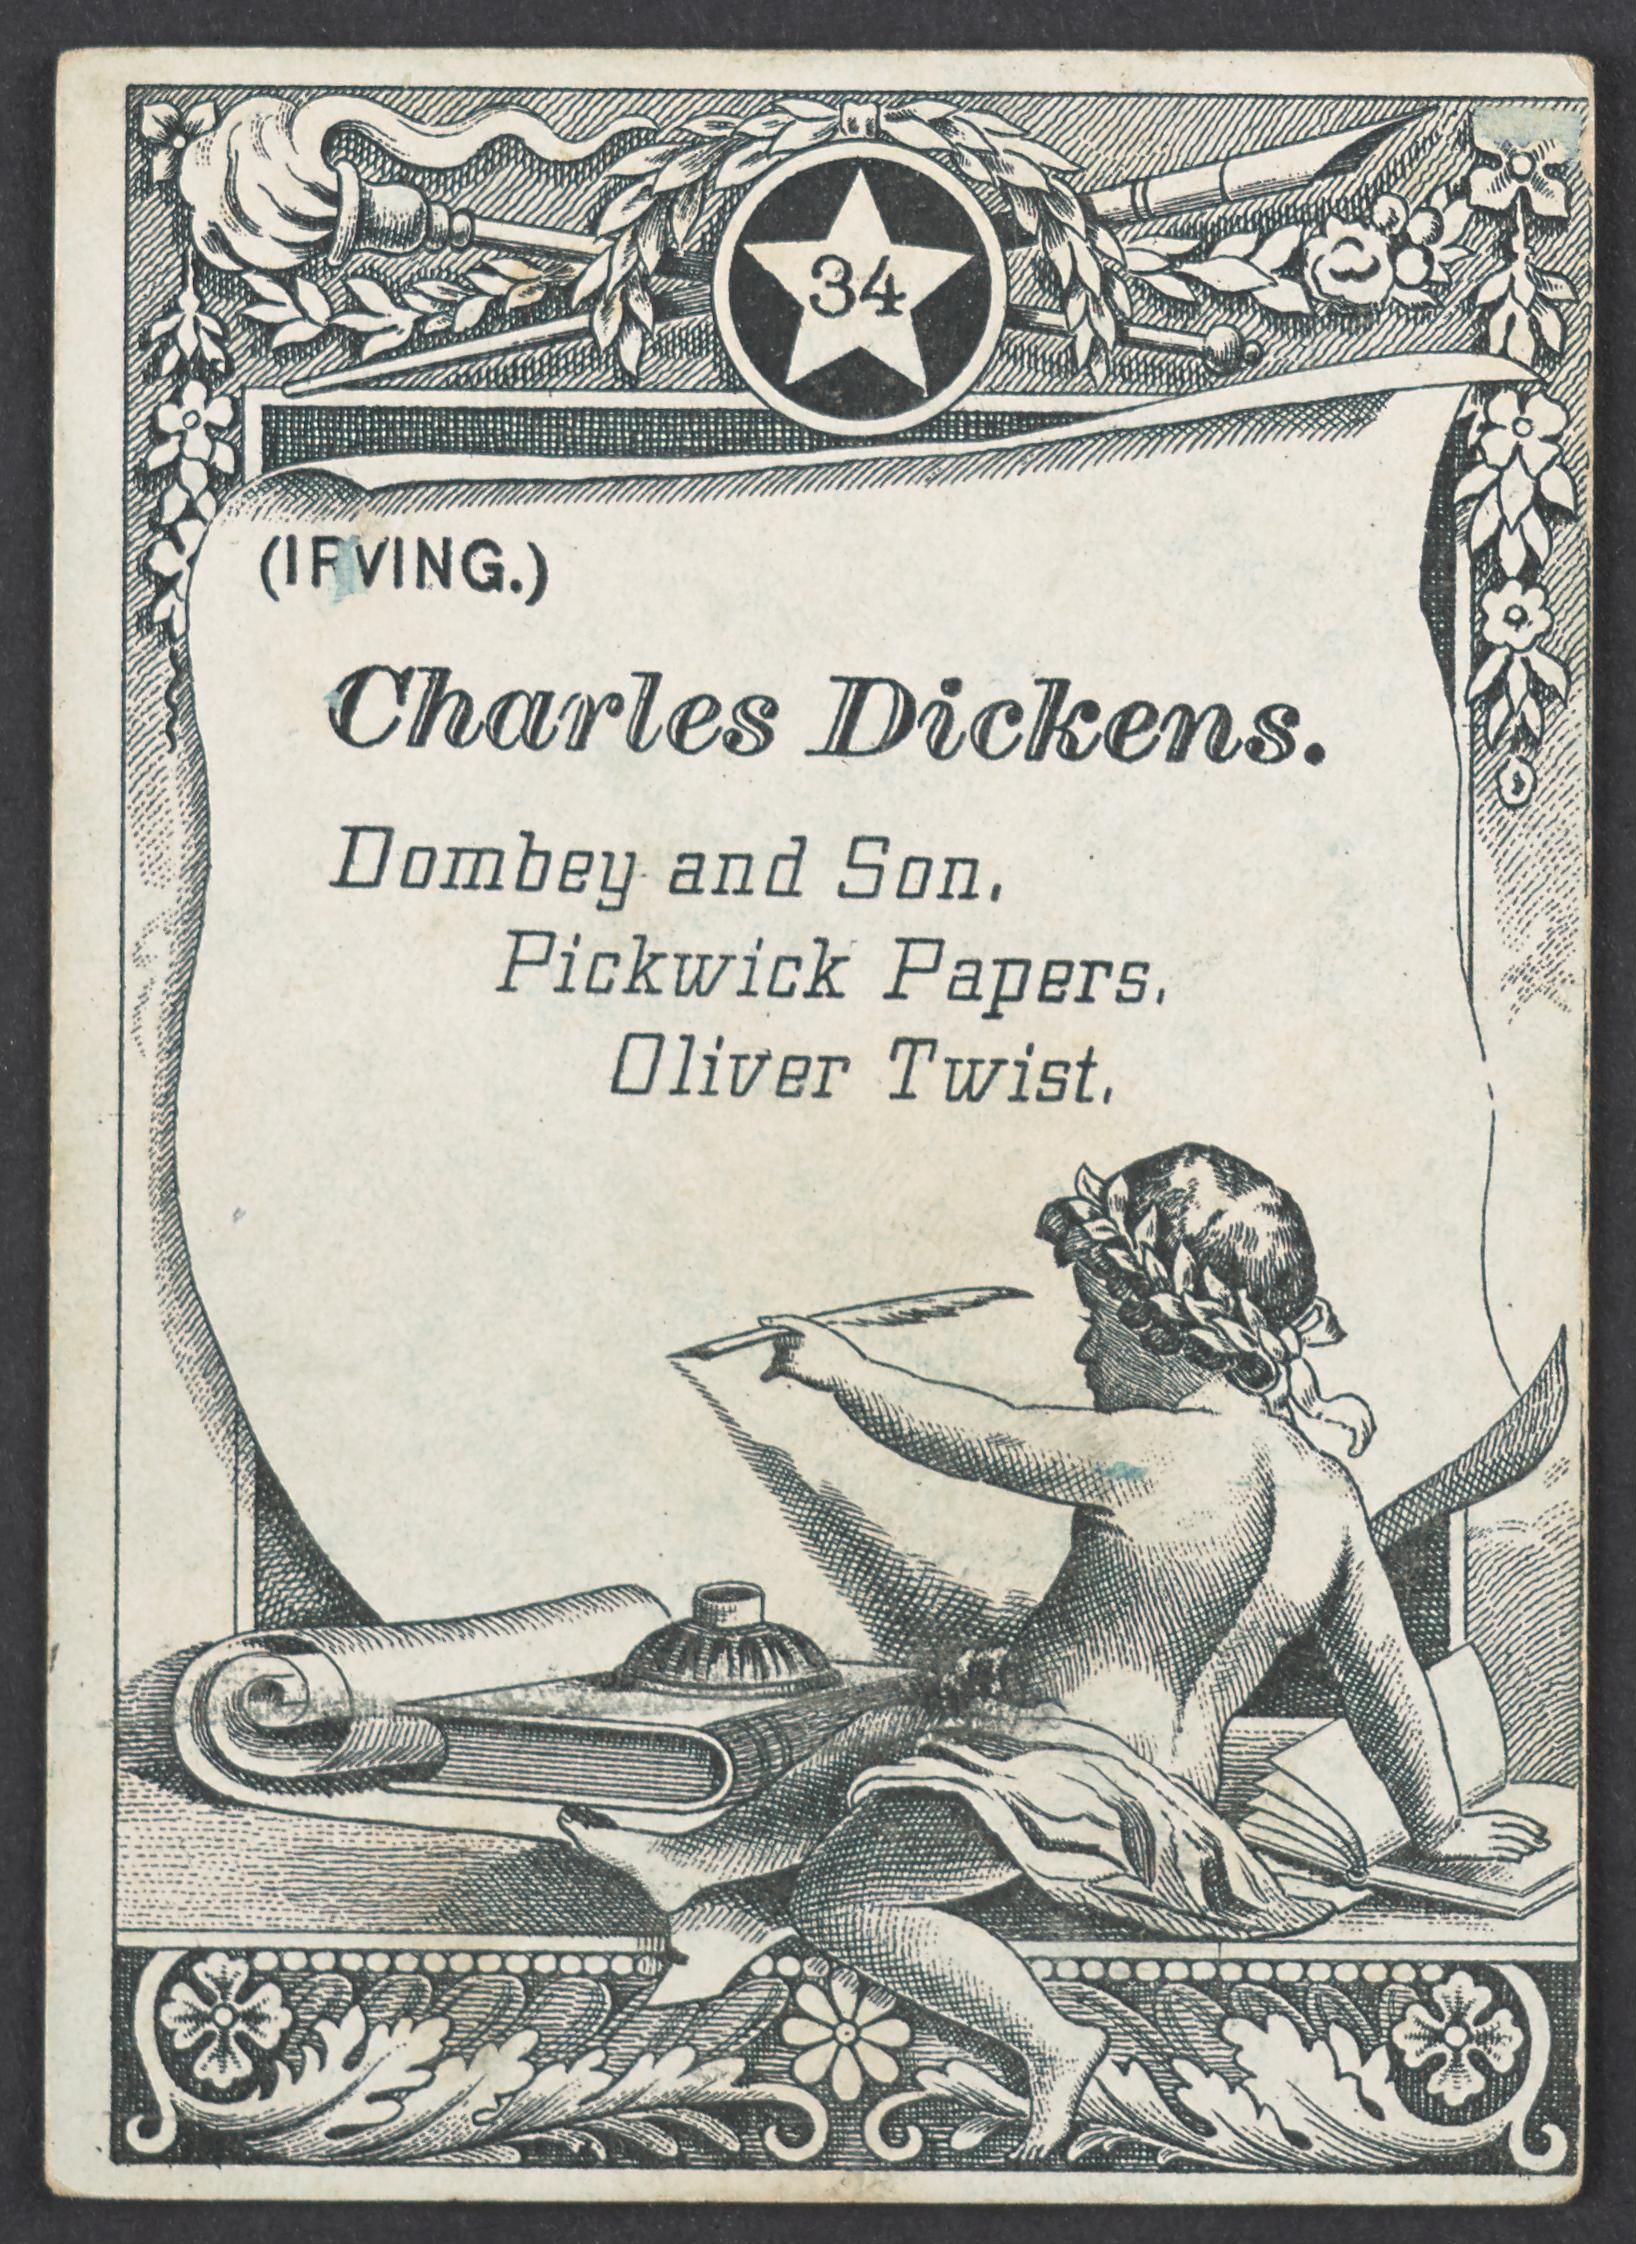 34
(IRVING.)
Charles Dickens.
Dombey and Son.
Pickwick Papers.
Oliver Twist.